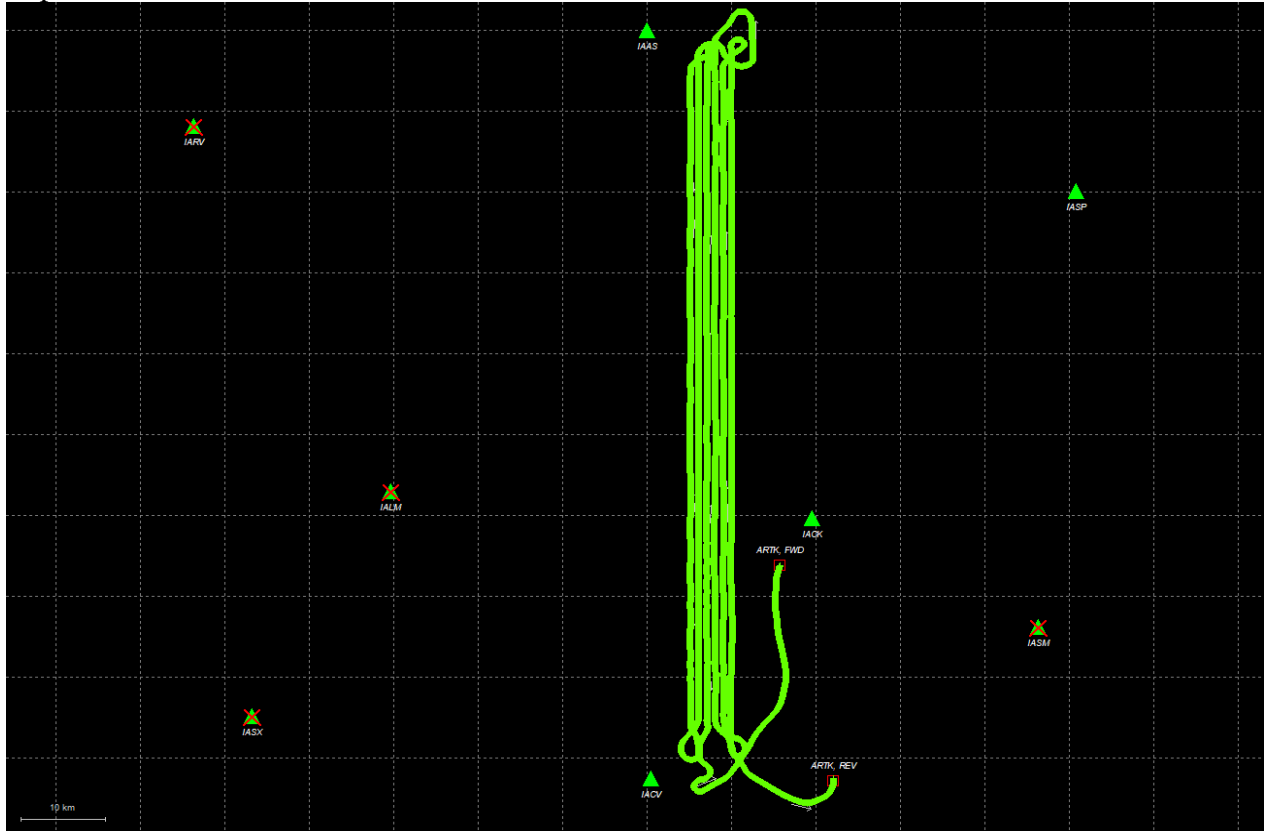 IAAS
IARV
IASP
IALM
IACK
ARTK, FWD
IASM
IASX
ARTK, REV
IACV
10 km